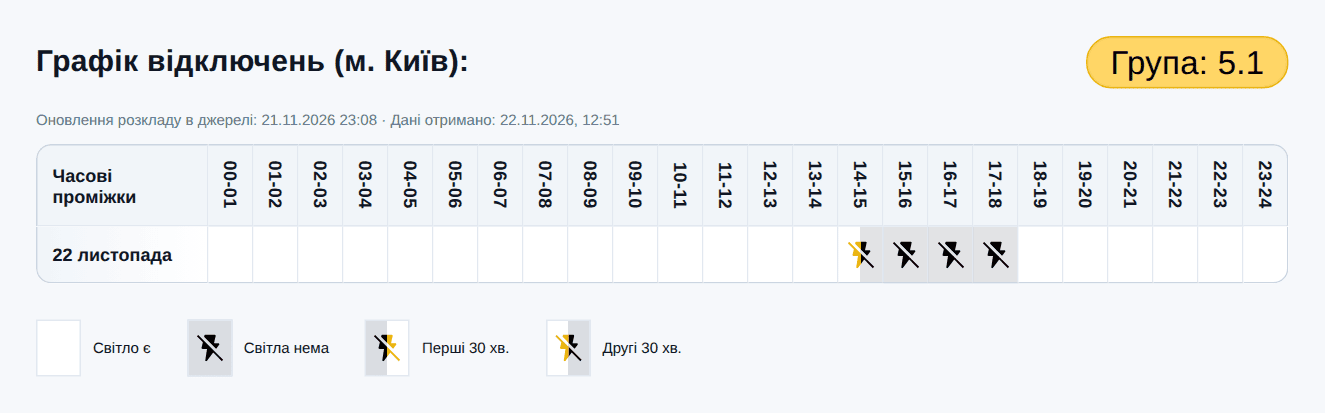 Графік відключень (м. Київ):
Група: 5.1
Оновлення розкладу в джерелі: 21.11.2026 23:08 · Дані отримано: 22.11.2026, 12:51
Часові
проміжки
00-01
01-02
02-03
03-04
04-05
05-06
06-07
07-08
08-09
09-10
10-11
11-12
12-13
13-14
14-15
15-16
16-17
17-18
18-19
19-20
20-21
21-22
22-23
23-24
22 листопада
Світло є
Світла нема
Перші 30 хв.
Другі 30 хв.